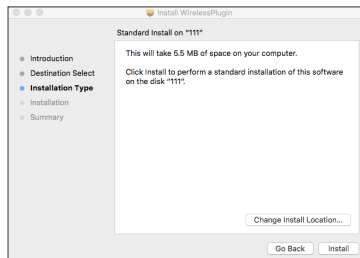 Install WirelessPlugin
Standard Install on "111"
Introduction
Destination Select
Installation Type
Installation
Summary
This will take 5.5 MB of space on your computer.
Click Install to perform a standard installation of this software
on the disk "111".
Change Install Location...
Go Back
Install